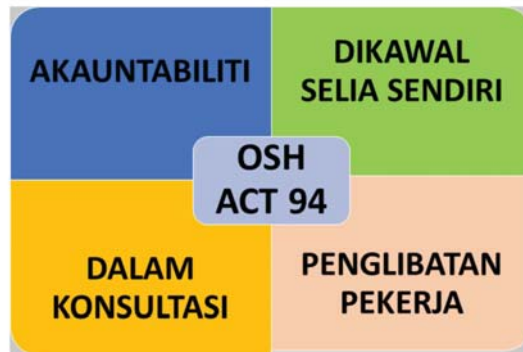 AKAUNTABILITI
DIKAWAL
SELIA SENDIRI
OSH
ACT 94
DALAM
KONSULTASI
PENGLIBATAN
PEKERJA